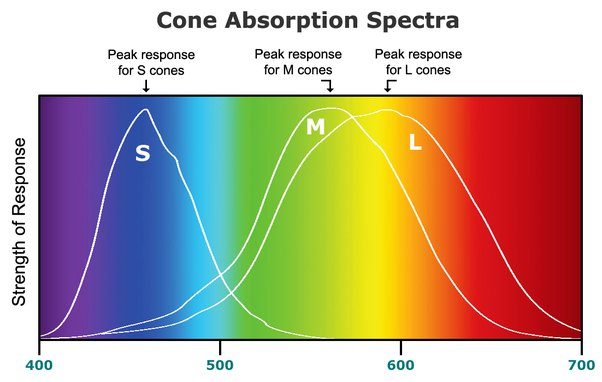 Cone Absorption Spectra
Peak response
for S cones
Peak response
for M cones
Peak response
for L cones
Strength of Response
S
M
L
400
500
600
700